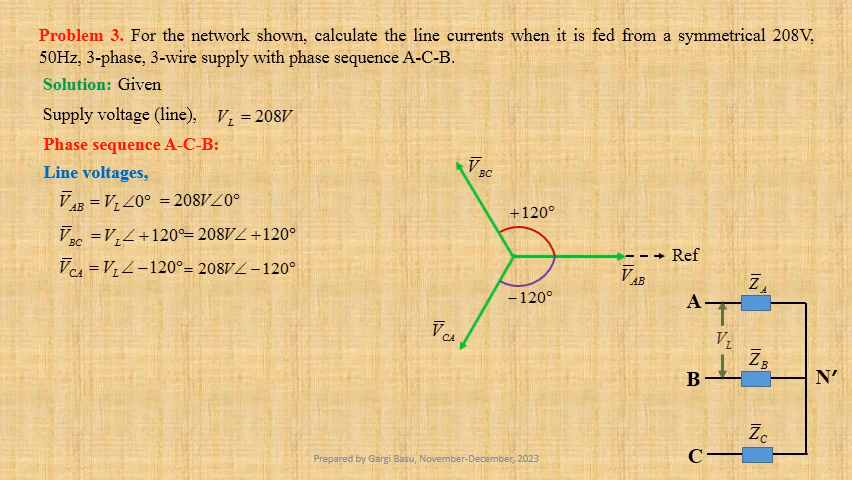 Problem 3. For the network shown, calculate the line currents when it is fed from a symmetrical 208V,
50Hz, 3-phase, 3-wire supply with phase sequence A-C-B.
Solution: Given
Supply voltage (line), V_L = 208V
Phase sequence A-C-B:
Line voltages,
V̅_AB = V_L∠0° = 208V∠0°
V̅_BC = V_L∠+120° = 208V∠+120°
V̅_CA = V_L∠−120° = 208V∠−120°
V̅_BC
+120°
Ref
V̅_AB
−120°
V̅_CA
Z̅_A
A
V_L
Z̅_B
B
N′
Z̅_C
C
Prepared by Gargi Basu, November-December, 2023